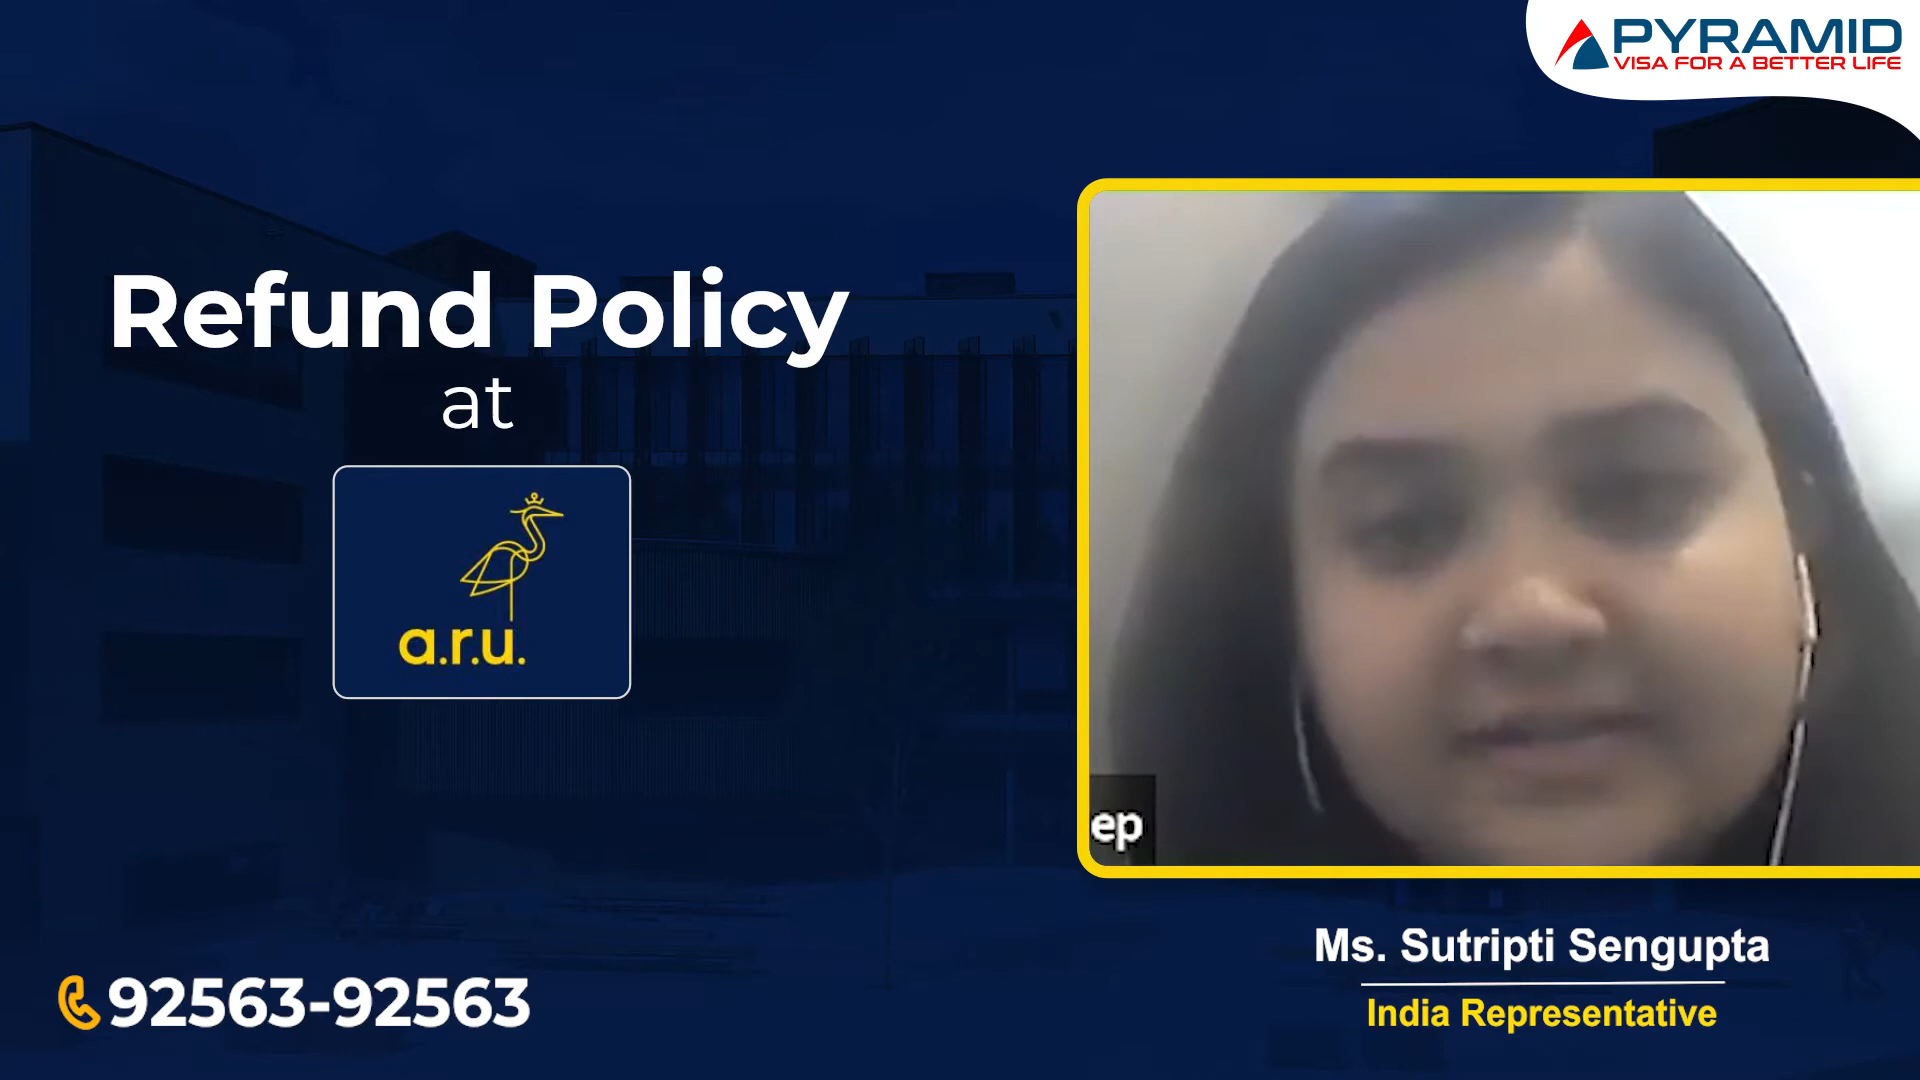 PYRAMID
VISA FOR A BETTER LIFE
Refund Policy
at
a.r.u.
ep
Ms. Sutripti Sengupta
India Representative
92563-92563